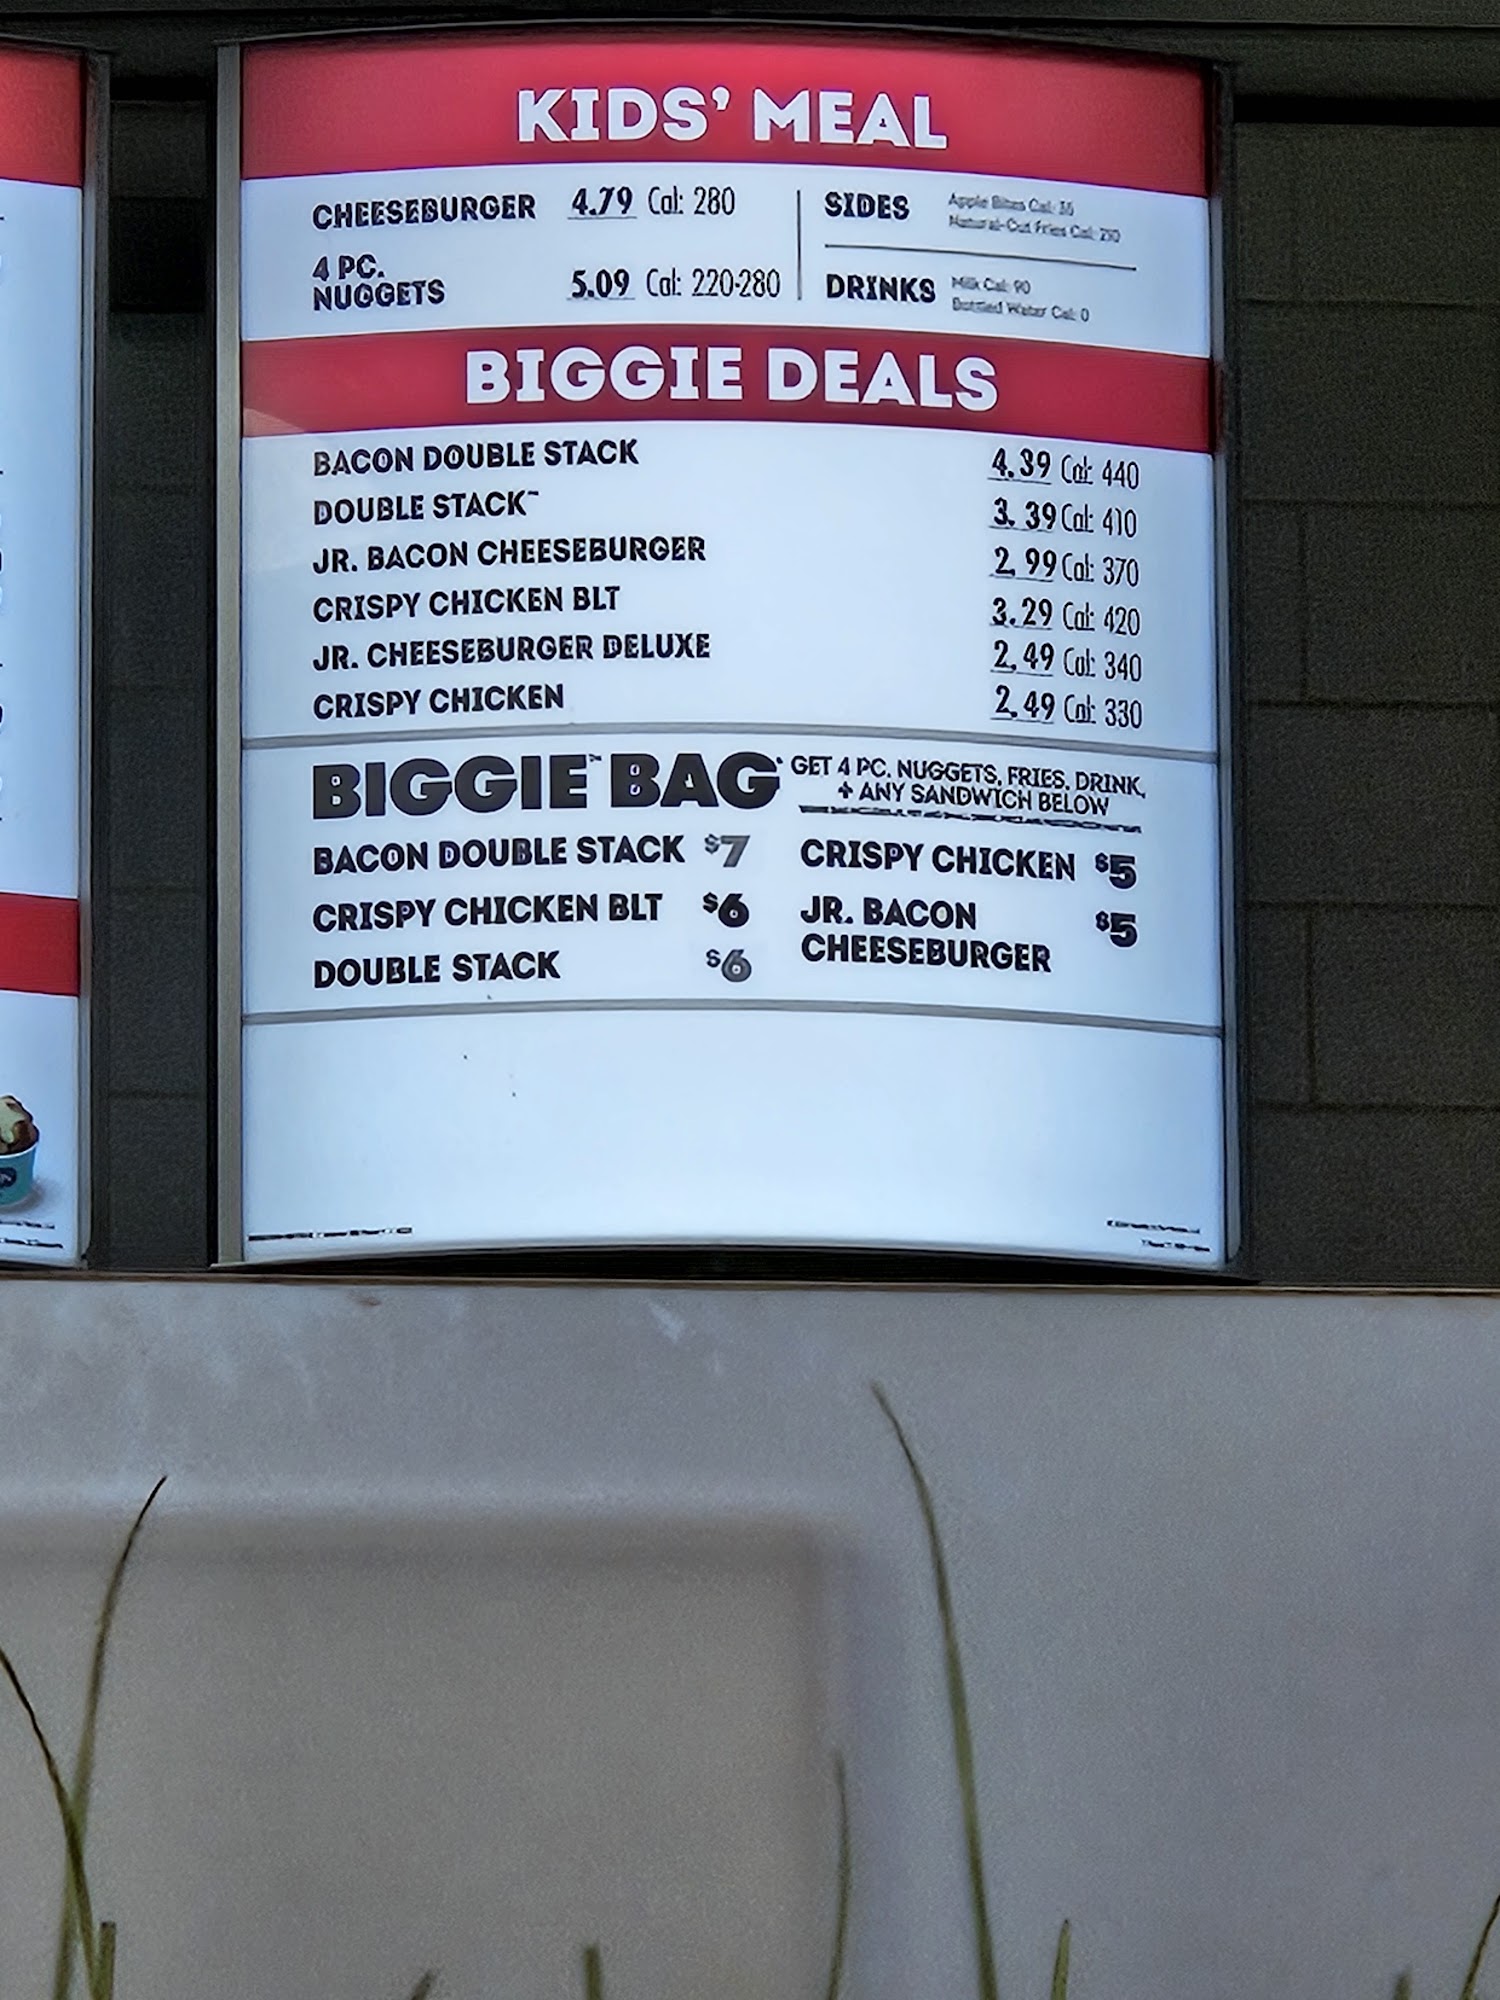 KIDS' MEAL
CHEESEBURGER 4.79 Cal: 280
4 PC.
NUGGETS 5.09 Cal: 220-280
SIDES Apple Bites Cal: 35
Natural-Cut Fries Cal: 210
DRINKS Milk Cal: 90
Bottled Water Cal: 0
BIGGIE DEALS
BACON DOUBLE STACK 4.39 Cal: 440
DOUBLE STACK™ 3.39 Cal: 410
JR. BACON CHEESEBURGER 2.99 Cal: 370
CRISPY CHICKEN BLT 3.29 Cal: 420
JR. CHEESEBURGER DELUXE 2.49 Cal: 340
CRISPY CHICKEN 2.49 Cal: 330
BIGGIE™ BAG* GET 4 PC. NUGGETS, FRIES, DRINK,
+ ANY SANDWICH BELOW
BACON DOUBLE STACK $7
CRISPY CHICKEN BLT $6
DOUBLE STACK $6
CRISPY CHICKEN $5
JR. BACON
CHEESEBURGER $5